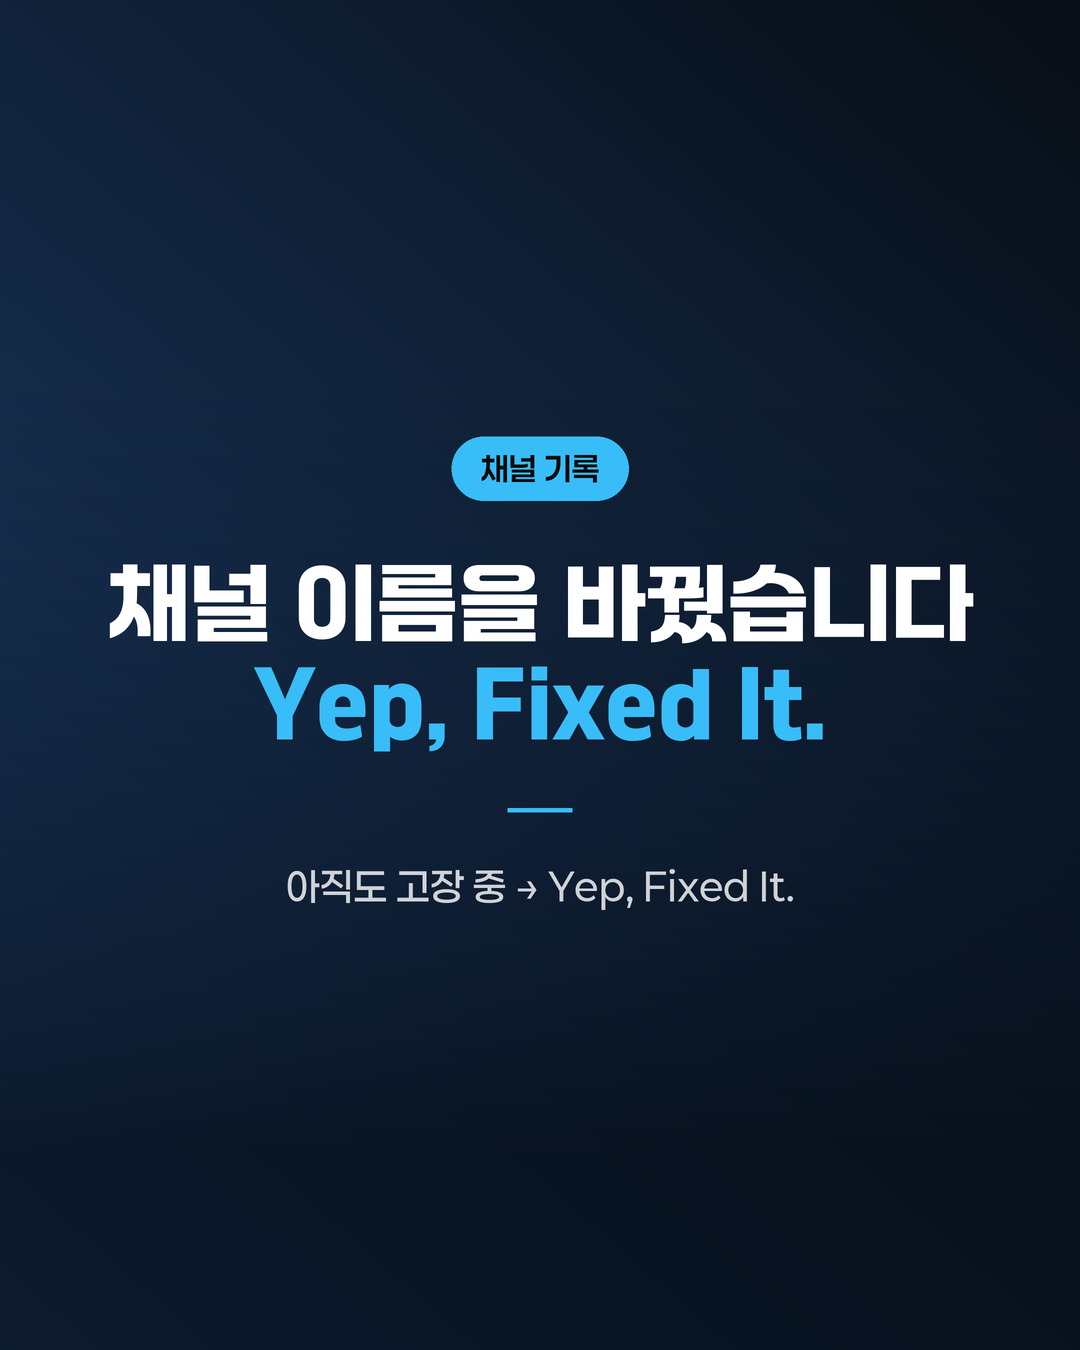 채널 기록
채널 이름을 바꿨습니다
Yep, Fixed It.
아직도 고장 중 → Yep, Fixed It.